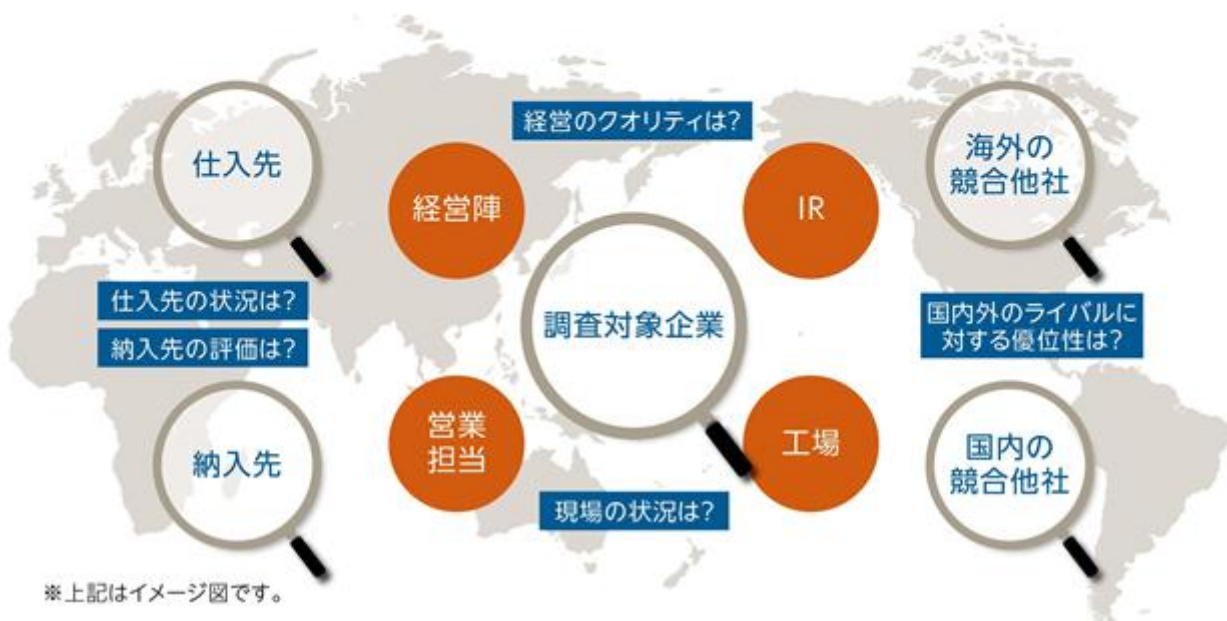 経営のクオリティは?
仕入先
経営陣
IR
海外の
競合他社
調査対象企業
仕入先の状況は?
納入先の評価は?
国内外のライバルに
対する優位性は?
納入先
営業
担当
工場
国内の
競合他社
現場の状況は?
※上記はイメージ図です。